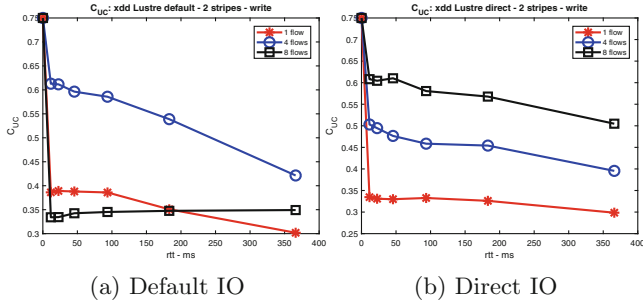 C_UC: xdd Lustre default - 2 stripes - write
0.75
0.7
0.65
0.6
0.55
0.5
0.45
0.4
0.35
0.3
C_UC
0 50 100 150 200 250 300 350 400
rtt - ms
1 flow
4 flows
8 flows
(a) Default IO
C_UC: xdd Lustre direct - 2 stripes - write
0.75
0.7
0.65
0.6
0.55
0.5
0.45
0.4
0.35
0.3
0.25
C_UC
0 50 100 150 200 250 300 350 400
rtt - ms
1 flow
4 flows
8 flows
(b) Direct IO